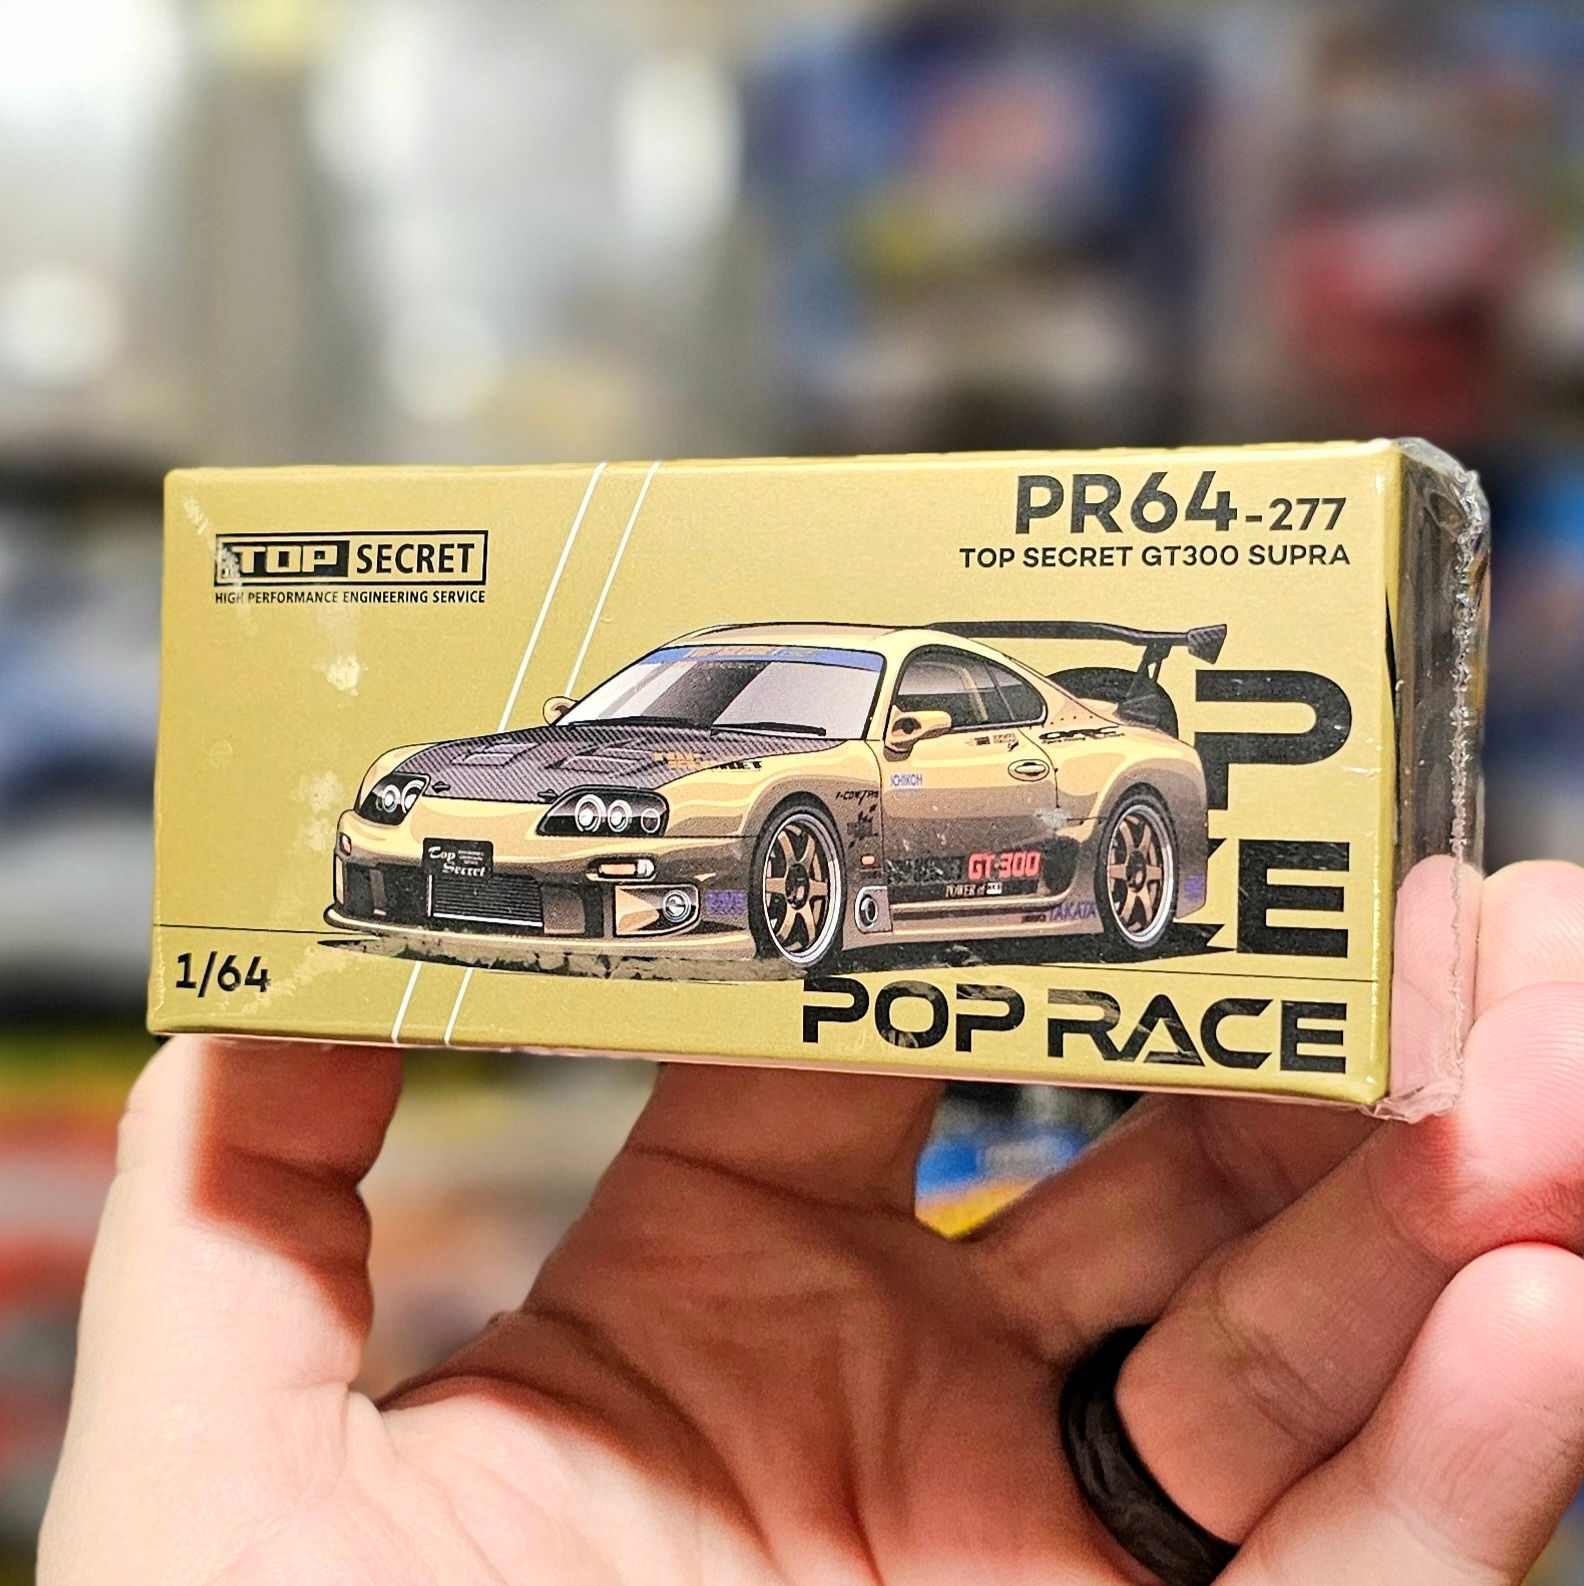 TOP SECRET
HIGH PERFORMANCE ENGINEERING SERVICE
PR64-277
TOP SECRET GT300 SUPRA
Top
Secret
ICHIKOH
GT-300
TAKATA
1/64
POP RACE